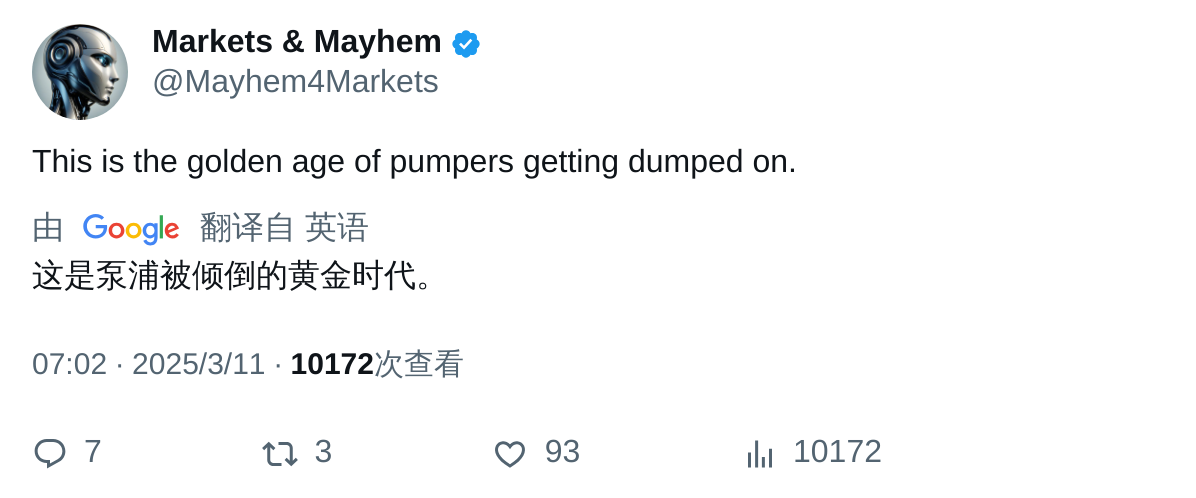 Markets & Mayhem
@Mayhem4Markets
This is the golden age of pumpers getting dumped on.
由 Google 翻译自 英语
这是泵浦被倾倒的黄金时代。
07:02 · 2025/3/11 · 10172次查看
7 3 93 10172